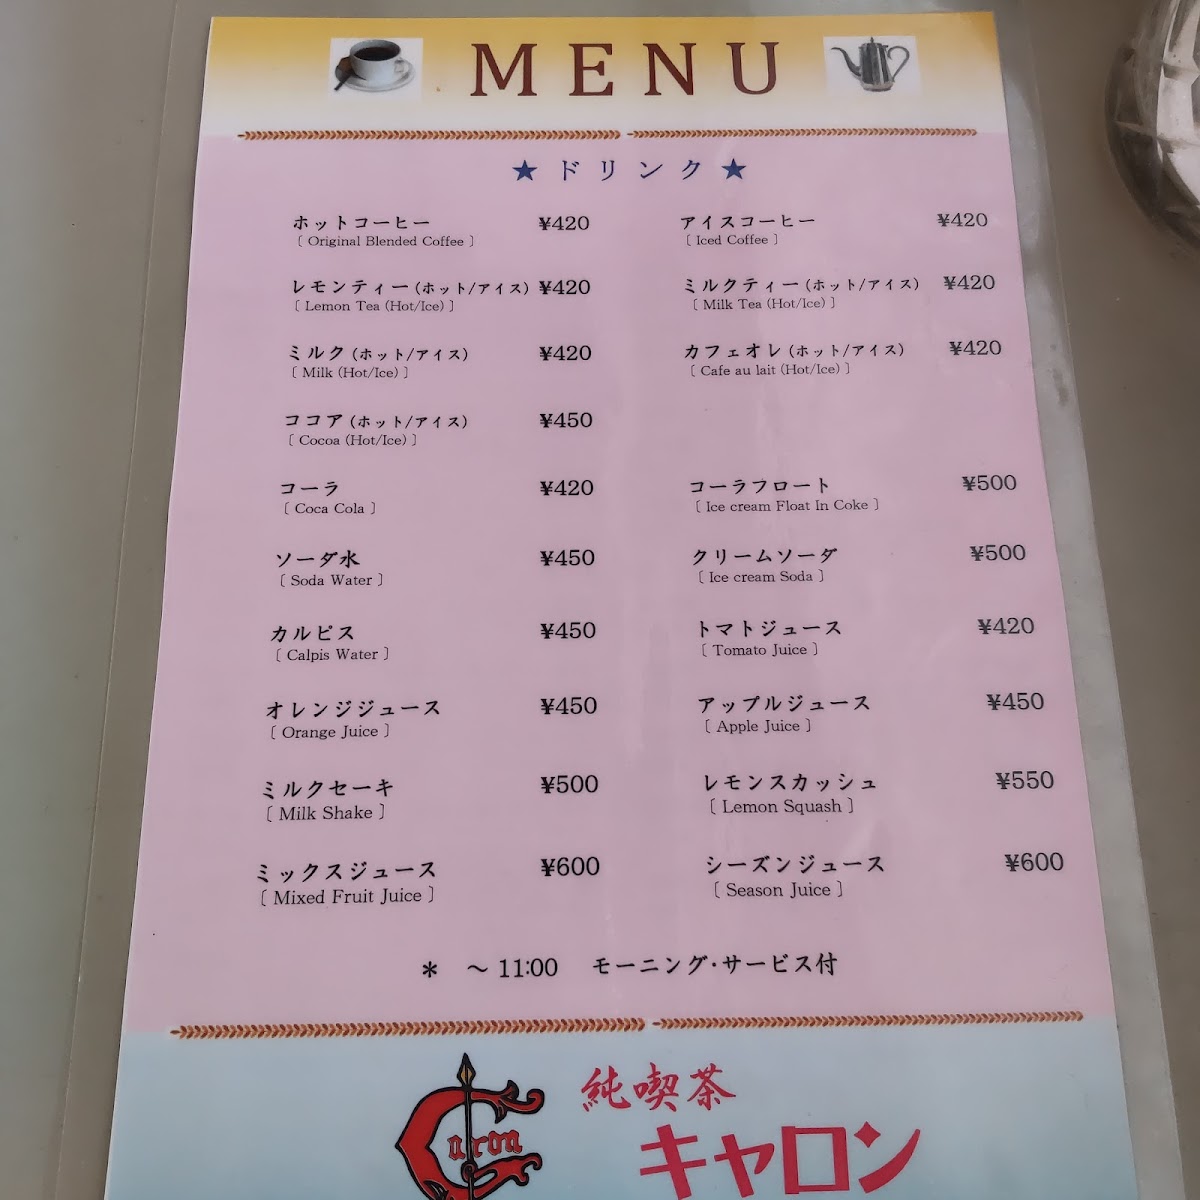 MENU
★ドリンク★
ホットコーヒー ¥420 アイスコーヒー ¥420
[ Original Blended Coffee ] [ Iced Coffee ]
レモンティー(ホット/アイス) ¥420 ミルクティー(ホット/アイス) ¥420
[ Lemon Tea (Hot/Ice) ] [ Milk Tea (Hot/Ice) ]
ミルク(ホット/アイス) ¥420 カフェオレ(ホット/アイス) ¥420
[ Milk (Hot/Ice) ] [ Cafe au lait (Hot/Ice) ]
ココア(ホット/アイス) ¥450
[ Cocoa (Hot/Ice) ]
コーラ ¥420 コーラフロート ¥500
[ Coca Cola ] [ Ice cream Float In Coke ]
ソーダ水 ¥450 クリームソーダ ¥500
[ Soda Water ] [ Ice cream Soda ]
カルピス ¥450 トマトジュース ¥420
[ Calpis Water ] [ Tomato Juice ]
オレンジジュース ¥450 アップルジュース ¥450
[ Orange Juice ] [ Apple Juice ]
ミルクセーキ ¥500 レモンスカッシュ ¥550
[ Milk Shake ] [ Lemon Squash ]
ミックスジュース ¥600 シーズンジュース ¥600
[ Mixed Fruit Juice ] [ Season Juice ]
* ～11:00 モーニング・サービス付
Caron 純喫茶
キャロン